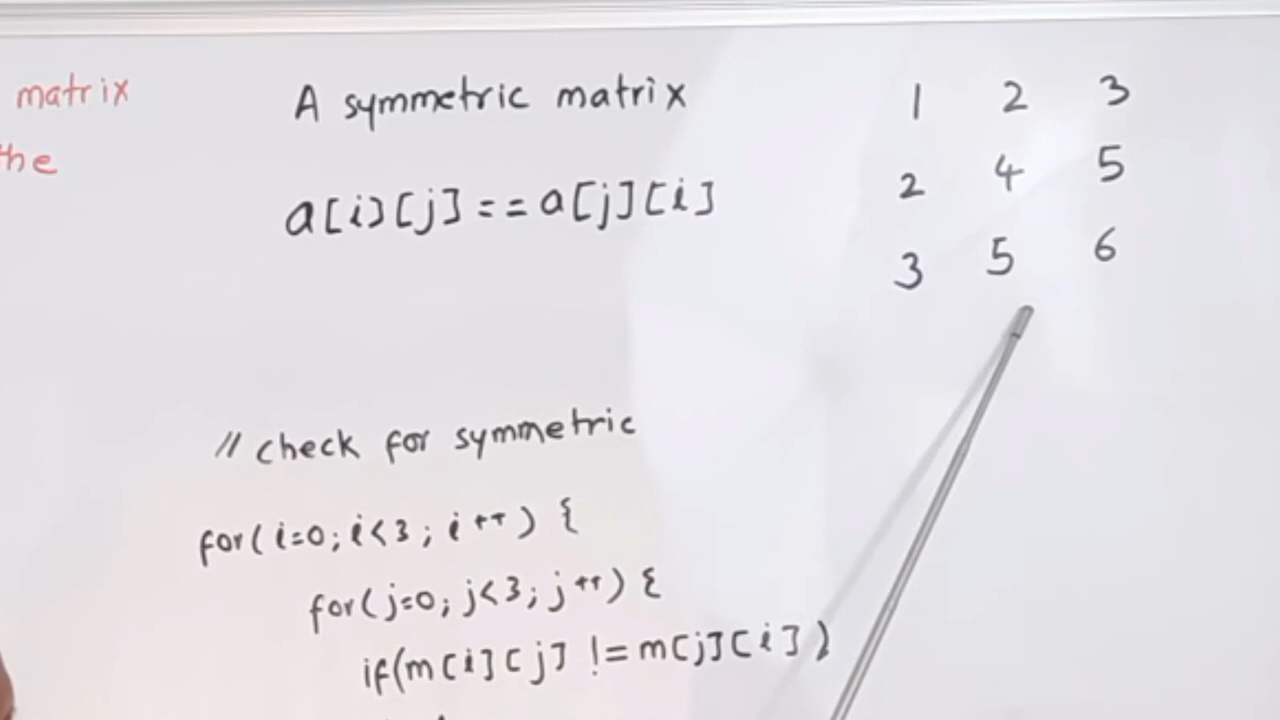 matrix
the
A symmetric matrix
a[i][j]==a[j][i]
1 2 3
2 4 5
3 5 6
// check for symmetric
for(i=0; i<3; i++) {
for(j=0; j<3; j++) {
if(m[i][j] != m[j][i])